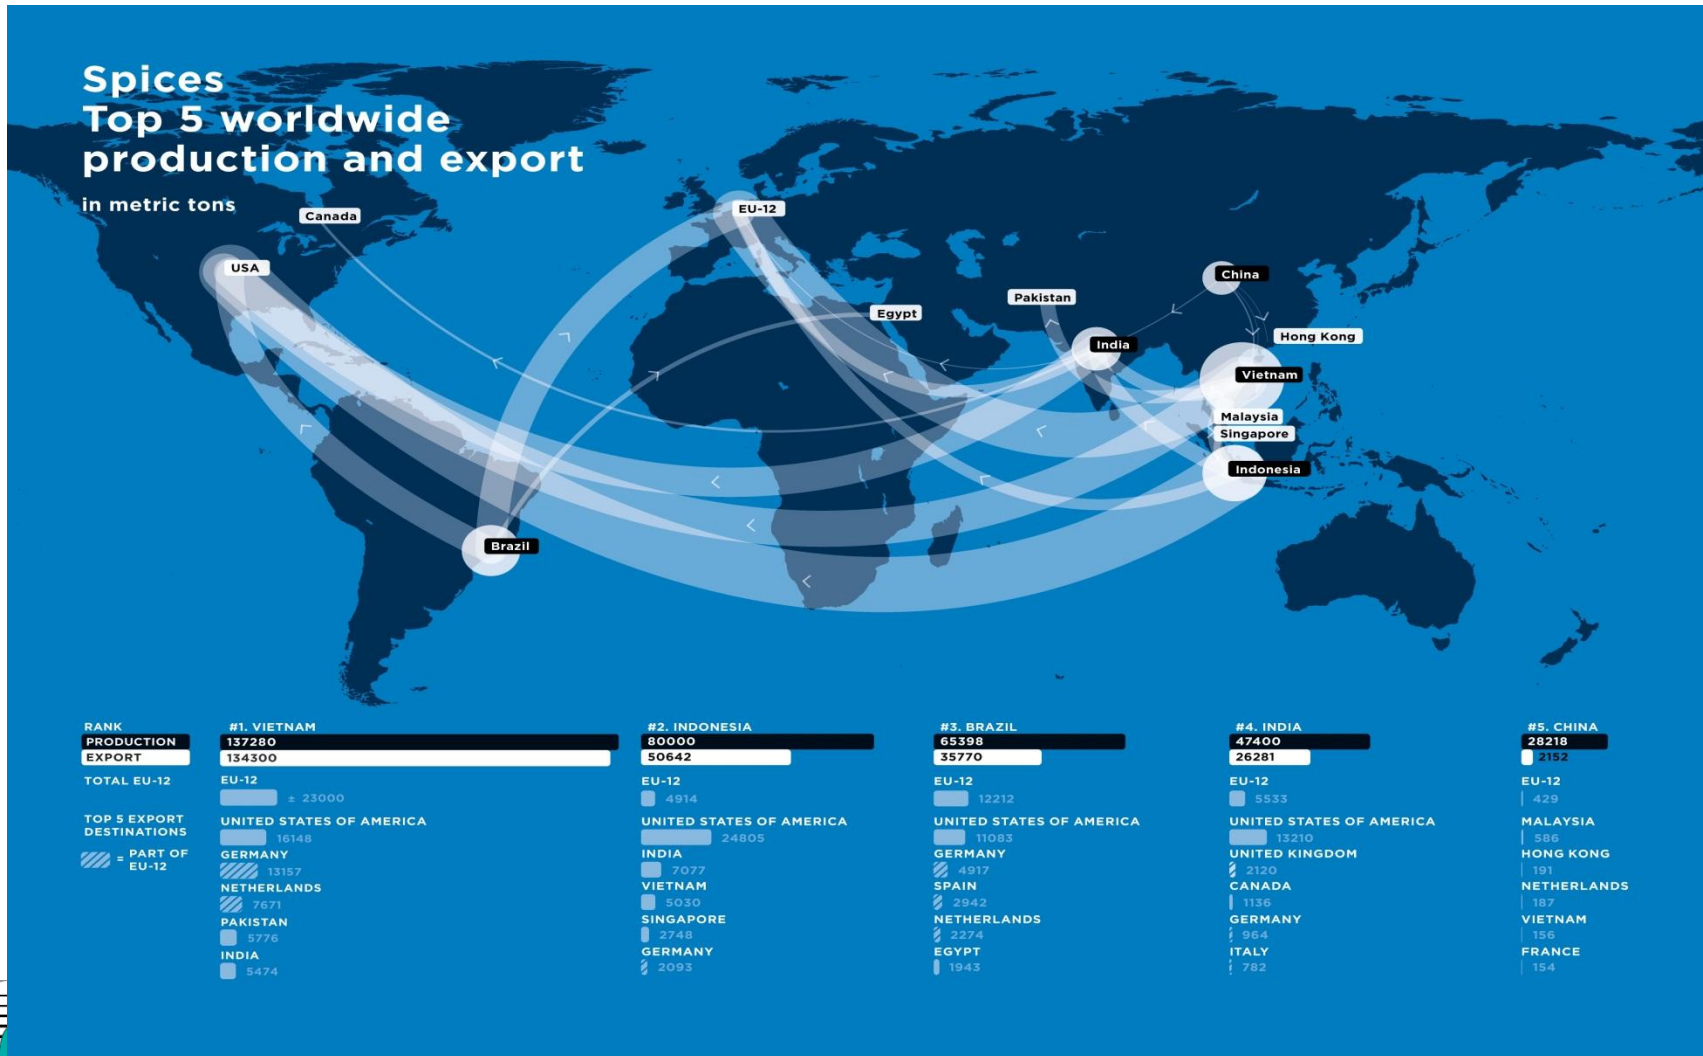 Spices
Top 5 worldwide
production and export
in metric tons
Canada
EU-12
USA
China
Pakistan
Egypt
Hong Kong
India
Vietnam
Malaysia
Singapore
Indonesia
Brazil
RANK
PRODUCTION
EXPORT
TOTAL EU-12
TOP 5 EXPORT
DESTINATIONS
= PART OF
EU-12
#1. VIETNAM
137280
134300
EU-12
± 23000
UNITED STATES OF AMERICA
16148
GERMANY
13157
NETHERLANDS
7671
PAKISTAN
5776
INDIA
5474
#2. INDONESIA
80000
50642
EU-12
4914
UNITED STATES OF AMERICA
24805
INDIA
7077
VIETNAM
5030
SINGAPORE
2748
GERMANY
2093
#3. BRAZIL
65398
35770
EU-12
12212
UNITED STATES OF AMERICA
11083
GERMANY
4917
SPAIN
2942
NETHERLANDS
2274
EGYPT
1943
#4. INDIA
47400
26281
EU-12
5533
UNITED STATES OF AMERICA
13210
UNITED KINGDOM
2120
CANADA
1136
GERMANY
964
ITALY
782
#5. CHINA
28218
2152
EU-12
429
MALAYSIA
586
HONG KONG
191
NETHERLANDS
187
VIETNAM
156
FRANCE
154